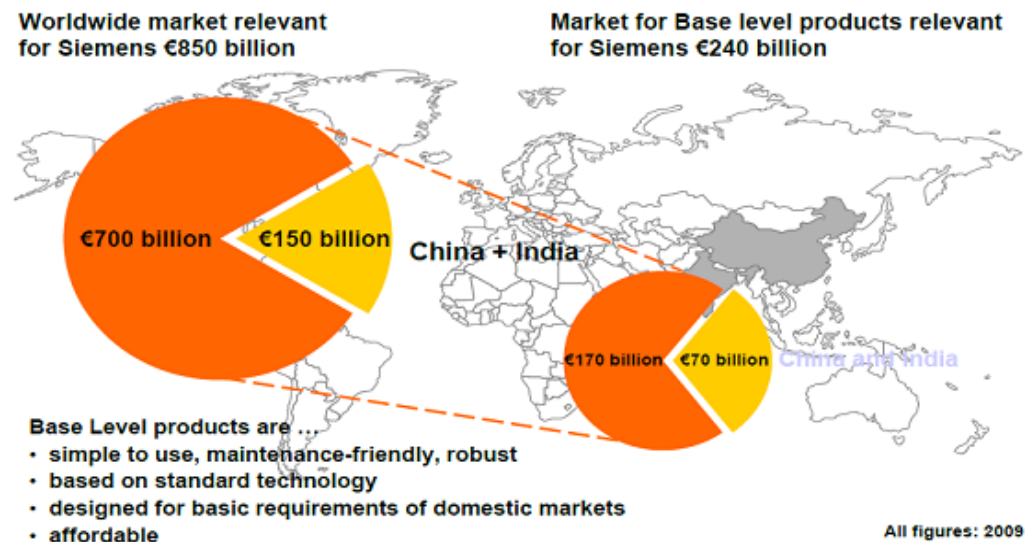 Worldwide market relevant
for Siemens €850 billion
Market for Base level products relevant
for Siemens €240 billion
€700 billion
€150 billion
China + India
€170 billion
€70 billion
China and India
Base Level products are ...
• simple to use, maintenance-friendly, robust
• based on standard technology
• designed for basic requirements of domestic markets
• affordable
All figures: 2009